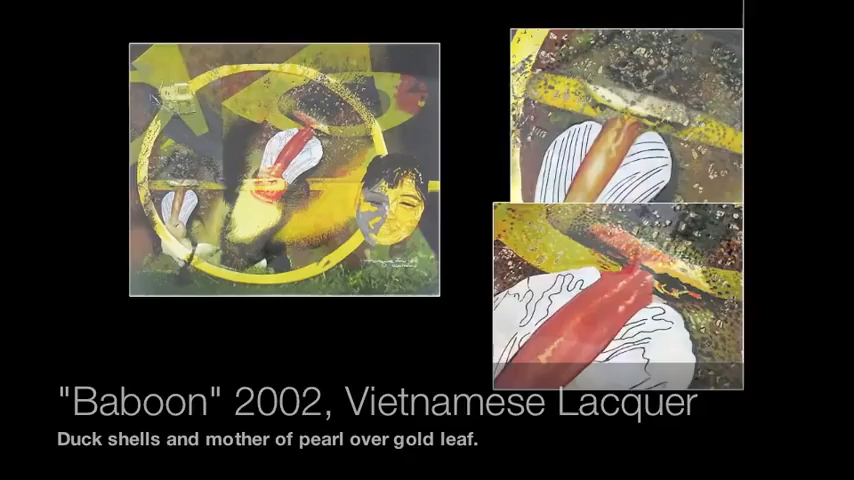 "Baboon" 2002, Vietnamese Lacquer
Duck shells and mother of pearl over gold leaf.